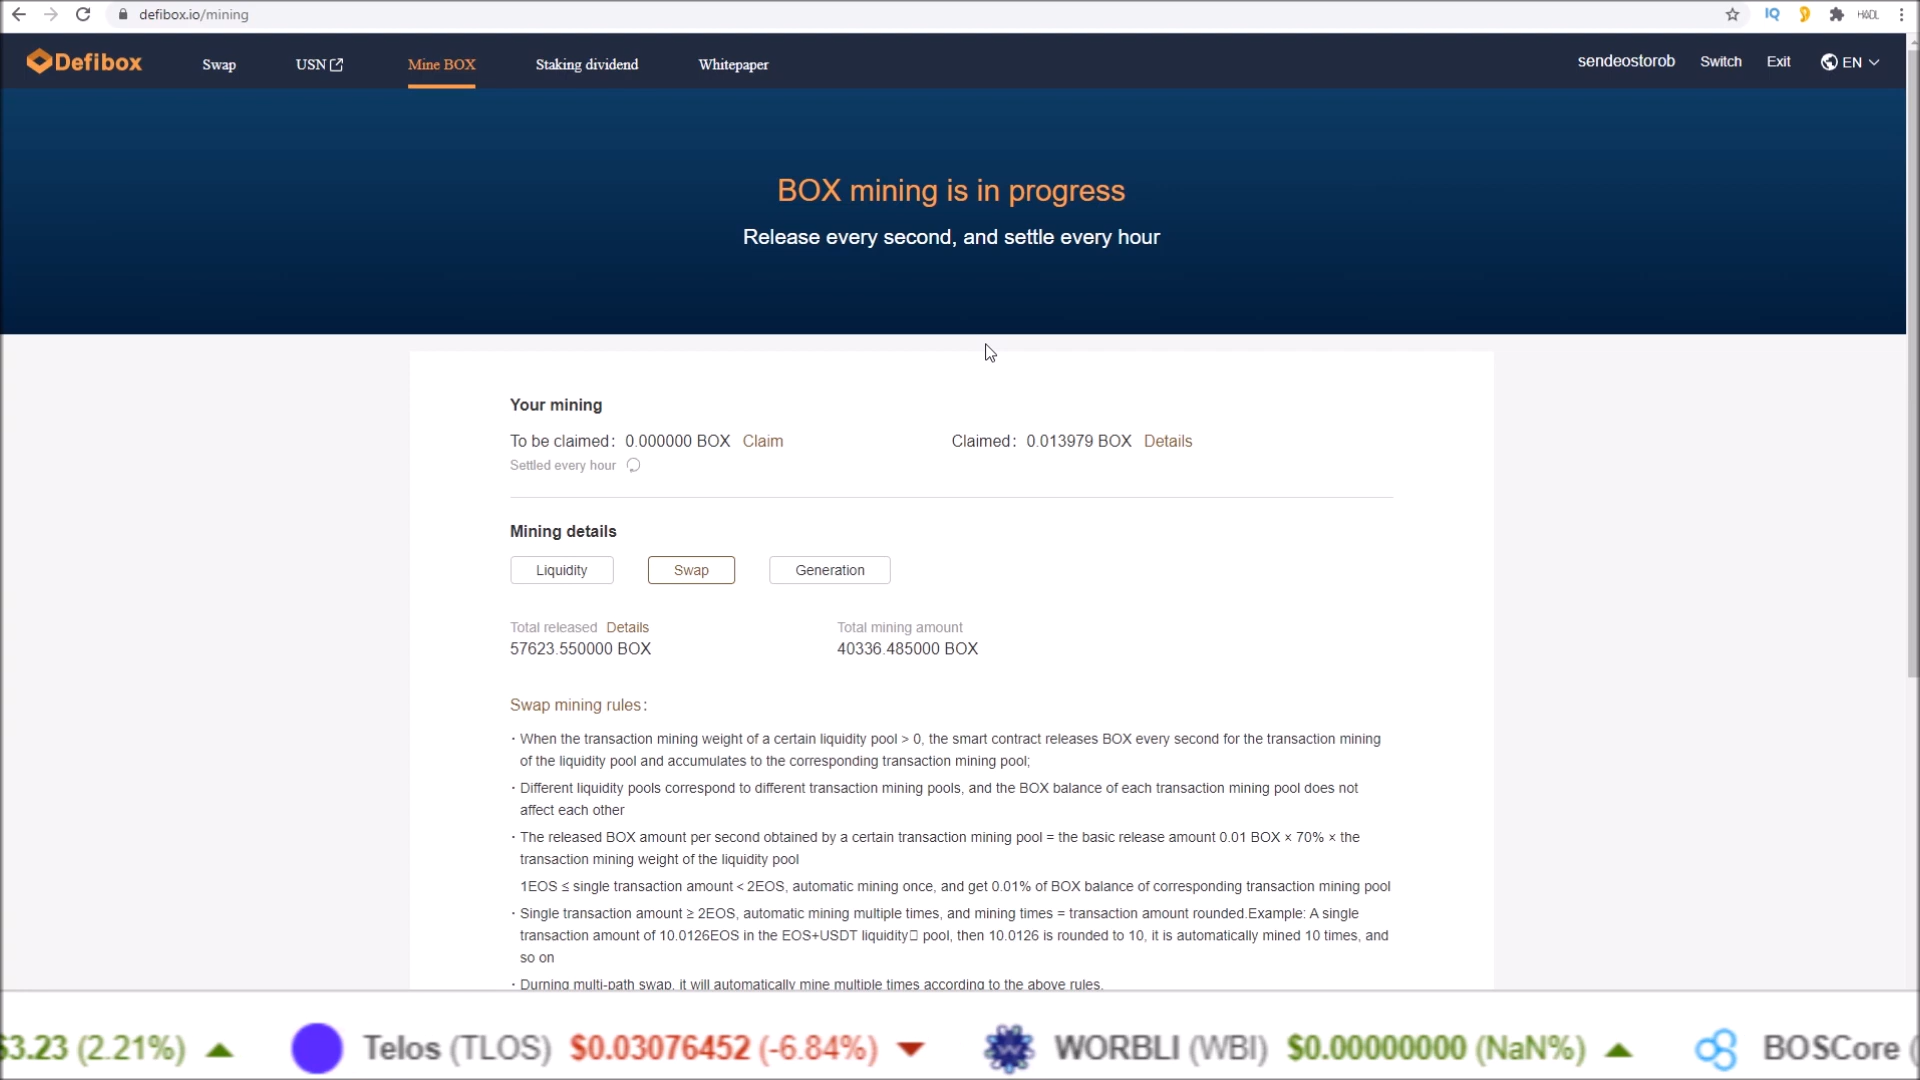 defibox.io/mining
IQ
HADL
Defibox
Swap
USN
Mine BOX
Staking dividend
Whitepaper
sendeostorob
Switch
Exit
EN
BOX mining is in progress
Release every second, and settle every hour
Your mining
To be claimed: 0.000000 BOX Claim
Claimed: 0.013979 BOX Details
Settled every hour
Mining details
Liquidity
Swap
Generation
Total released Details
Total mining amount
57623.550000 BOX
40336.485000 BOX
Swap mining rules:
· When the transaction mining weight of a certain liquidity pool > 0, the smart contract releases BOX every second for the transaction mining
of the liquidity pool and accumulates to the corresponding transaction mining pool;
· Different liquidity pools correspond to different transaction mining pools, and the BOX balance of each transaction mining pool does not
affect each other
· The released BOX amount per second obtained by a certain transaction mining pool = the basic release amount 0.01 BOX × 70% × the
transaction mining weight of the liquidity pool
1EOS ≤ single transaction amount < 2EOS, automatic mining once, and get 0.01% of BOX balance of corresponding transaction mining pool
· Single transaction amount ≥ 2EOS, automatic mining multiple times, and mining times = transaction amount rounded.Example: A single
transaction amount of 10.0126EOS in the EOS+USDT liquidity pool, then 10.0126 is rounded to 10, it is automatically mined 10 times, and
so on
· Durning multi-path swap, it will automatically mine multiple times according to the above rules.
$3.23 (2.21%)
Telos (TLOS) $0.03076452 (-6.84%)
WORBLI (WBI) $0.00000000 (NaN%)
BOSCore (